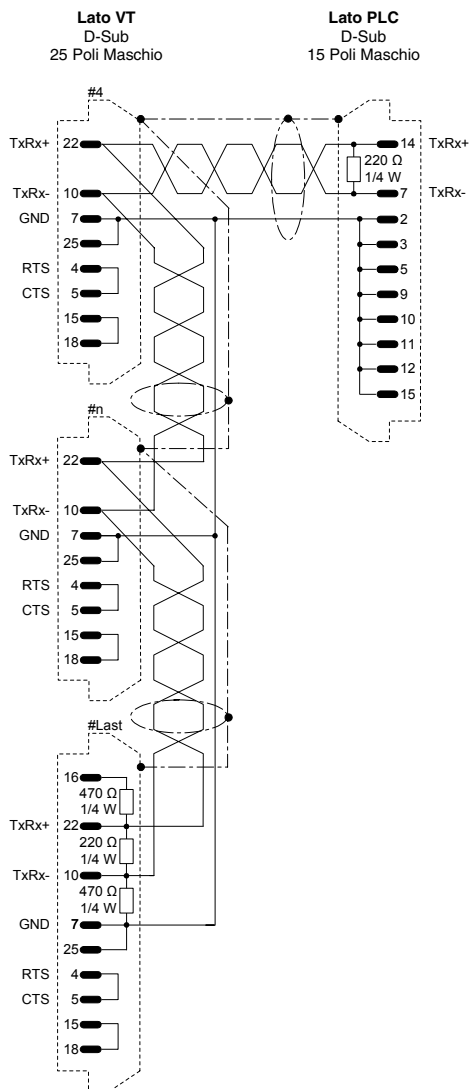 Lato VT
D-Sub
25 Poli Maschio
Lato PLC
D-Sub
15 Poli Maschio
#4
TxRx+ 22
TxRx- 10
GND 7
25
RTS 4
CTS 5
15
18
14 TxRx+
220 Ω
1/4 W
7 TxRx-
2
3
5
9
10
11
12
15
#n
TxRx+ 22
TxRx- 10
GND 7
25
RTS 4
CTS 5
15
18
#Last
16
470 Ω
1/4 W
TxRx+ 22
220 Ω
1/4 W
TxRx- 10
470 Ω
1/4 W
GND 7
25
RTS 4
CTS 5
15
18